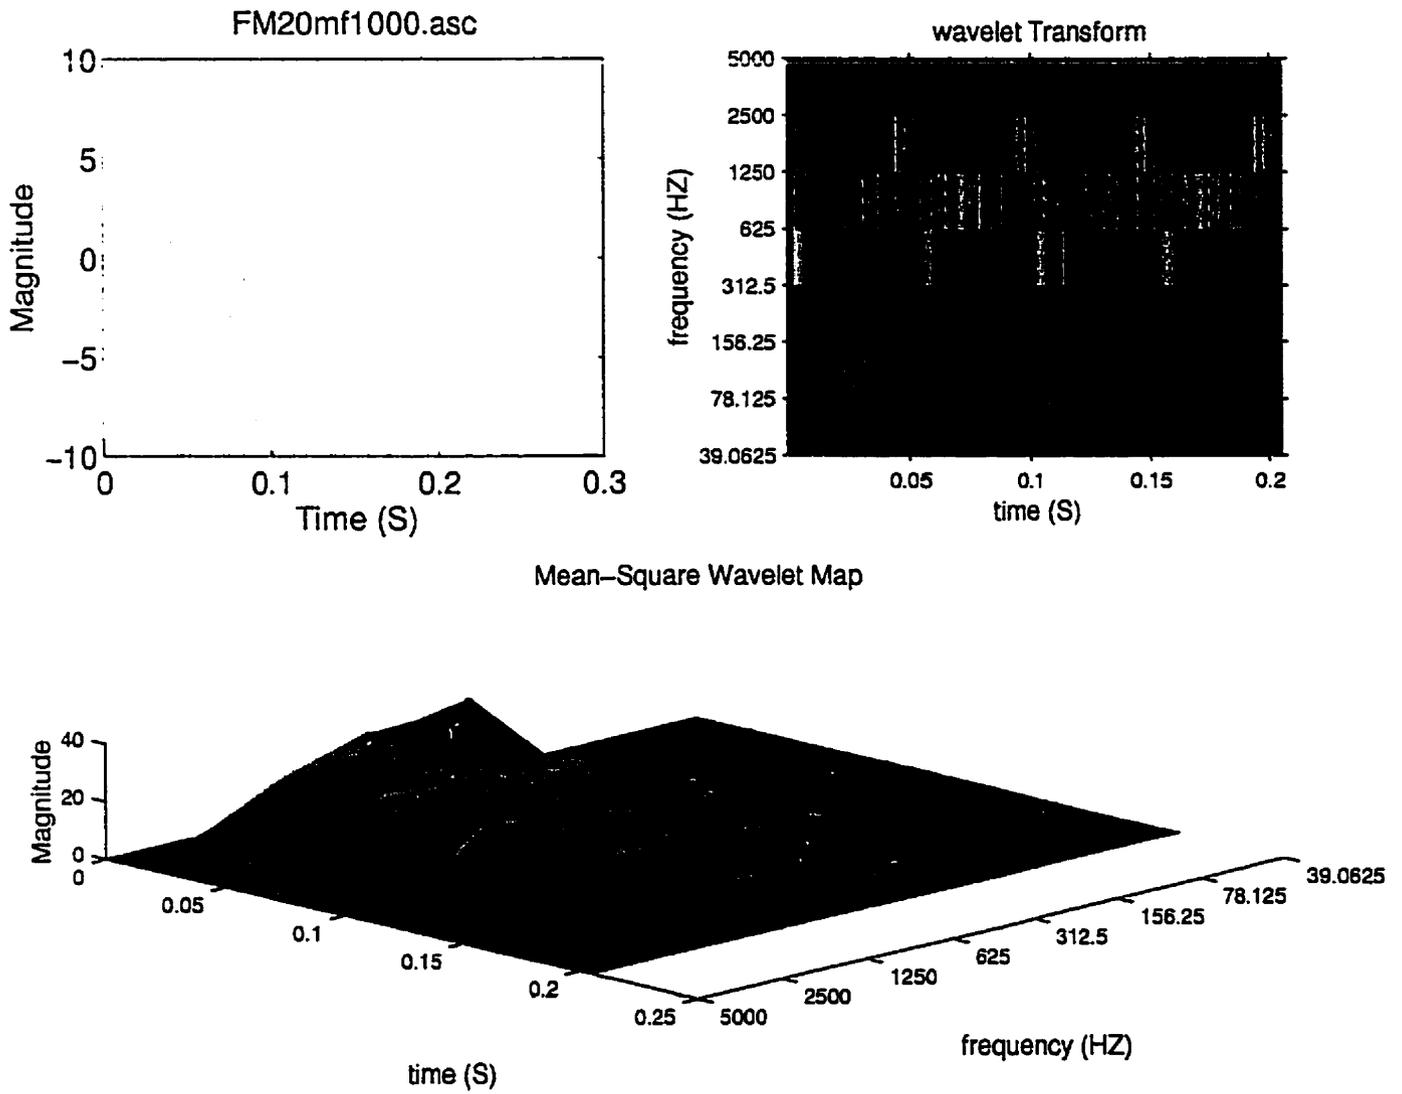 FM20mf1000.asc
10
5
0
−5
−10
Magnitude
0 0.1 0.2 0.3
Time (S)
wavelet Transform
5000
2500
1250
625
312.5
156.25
78.125
39.0625
frequency (HZ)
0.05 0.1 0.15 0.2
time (S)
Mean−Square Wavelet Map
40
20
0
Magnitude
0
0.05
0.1
0.15
0.2
0.25
time (S)
5000
2500
1250
625
312.5
156.25
78.125
39.0625
frequency (HZ)